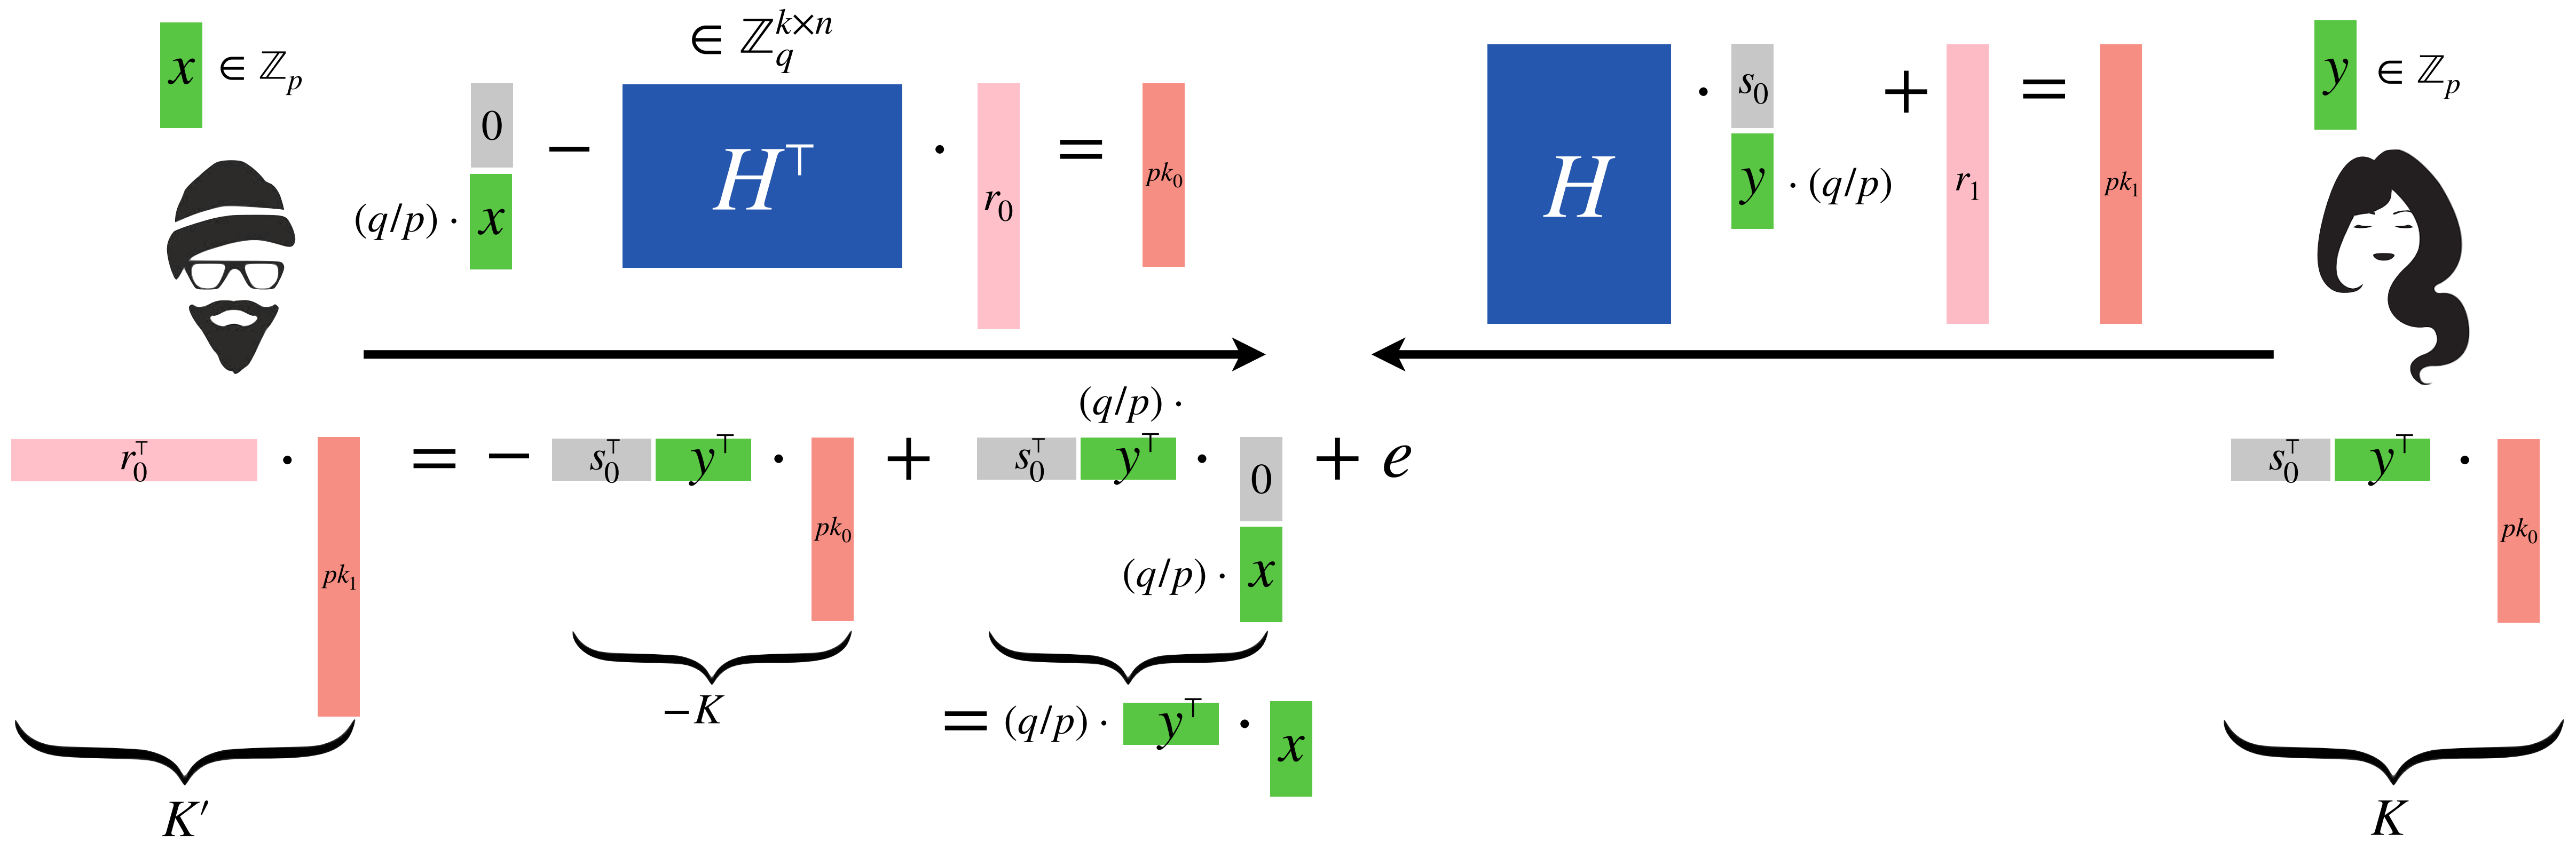 x ∈ ℤ_p
(q/p) · 0 x − H^⊤ · r_0 = pk_0
∈ ℤ_q^{k×n}
H · s_0 y · (q/p) + r_1 = pk_1
y ∈ ℤ_p
r_0^⊤ · pk_1 = − s_0^⊤ y^⊤ · pk_0 + (q/p) · s_0^⊤ y^⊤ · 0 (q/p) · x + e
K′
−K
= (q/p) · y^⊤ · x
s_0^⊤ y^⊤ · pk_0
K